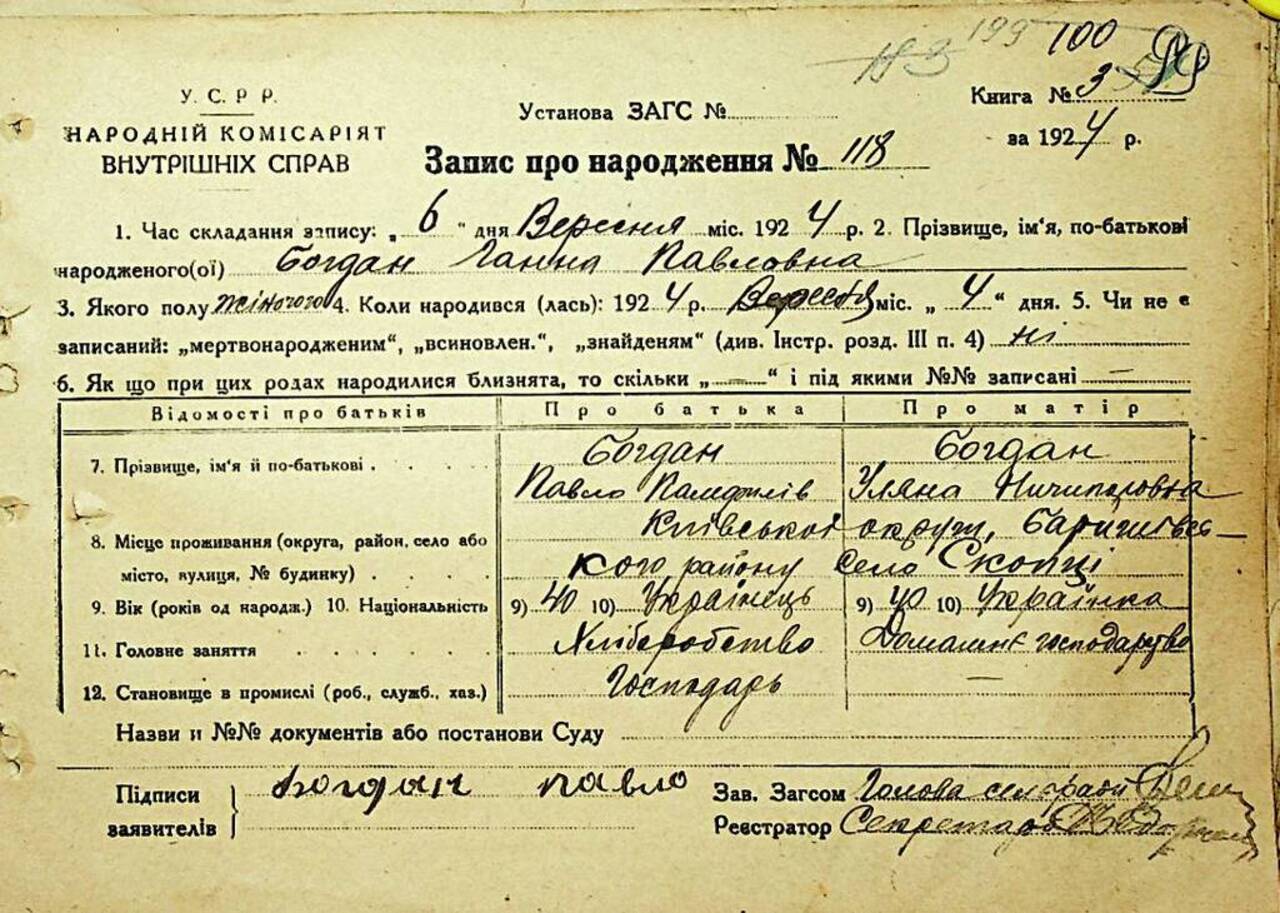 199 100
У. С. Р. Р.
НАРОДНІЙ КОМІСАРІЯТ
ВНУТРІШНІХ СПРАВ
Установа ЗАГС №
Книга № 3
за 1924 р.
Запис про народження № 118
1. Час складання запису: „ 6 " дня Вересня міс. 1924 р. 2. Прізвище, ім'я, по-батькові
народженого(ої) Богдан Ганна Павловна
3. Якого полу жіночого 4. Коли народився (лась): 1924 р. Вересня міс. „ 4 " дня. 5. Чи не є
записаний: „мертвонародженим", „всиновлен.", „знайденям" (див. Інстр. розд. III п. 4) ні
6. Як що при цих родах народилися близнята, то скільки „ — " і під якими №№ записані —
Відомості про батьків Про батька Про матір
7. Прізвище, ім'я й по-батькові . . . . Богдан Богдан
Павло Памфилів Уляна Ничипоровна
8. Місце проживання (округа, район, село або Київської округи, Баришівсь—
місто, вулиця, № будинку) . . . . кого району село Скопці
9. Вік (років од народж.) 10. Національність 9) 40 10) Українець 9) 40 10) Українка
11. Головне заняття . . . . . Хліборобство Домашнє господарство
12. Становище в промислі (роб., служб., хаз.) Господарь —
Назви и №№ документів або постанови Суду
Підписи Богдан Павло Зав. Загсом Голова сельради
заявителів Реєстратор Секретарь